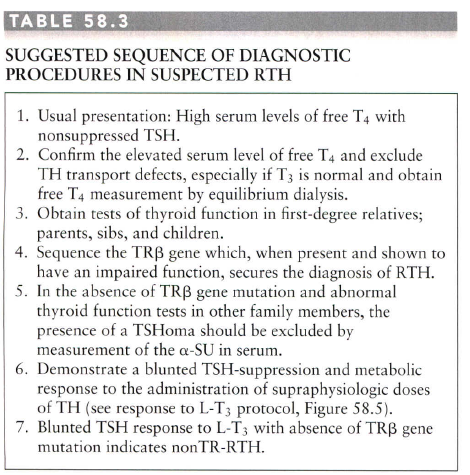 TABLE 58.3
SUGGESTED SEQUENCE OF DIAGNOSTIC
PROCEDURES IN SUSPECTED RTH
1. Usual presentation: High serum levels of free T4 with
nonsuppressed TSH.
2. Confirm the elevated serum level of free T4 and exclude
TH transport defects, especially if T3 is normal and obtain
free T4 measurement by equilibrium dialysis.
3. Obtain tests of thyroid function in first-degree relatives;
parents, sibs, and children.
4. Sequence the TRβ gene which, when present and shown to
have an impaired function, secures the diagnosis of RTH.
5. In the absence of TRβ gene mutation and abnormal
thyroid function tests in other family members, the
presence of a TSHoma should be excluded by
measurement of the α-SU in serum.
6. Demonstrate a blunted TSH-suppression and metabolic
response to the administration of supraphysiologic doses
of TH (see response to L-T3 protocol, Figure 58.5).
7. Blunted TSH response to L-T3 with absence of TRβ gene
mutation indicates nonTR-RTH.